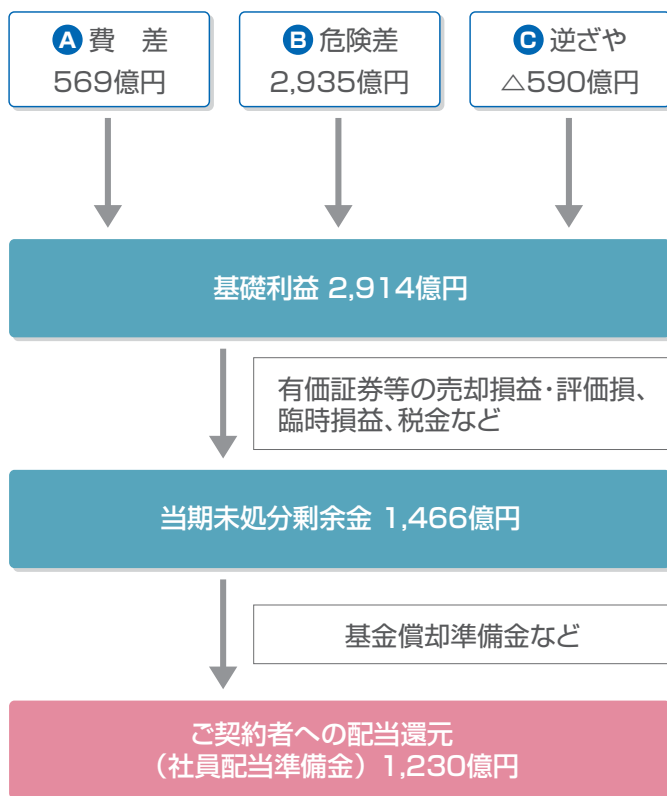 A 費 差
569億円
B 危険差
2,935億円
C 逆ざや
△590億円
基礎利益 2,914億円
有価証券等の売却損益・評価損、
臨時損益、税金など
当期未処分剰余金 1,466億円
基金償却準備金など
ご契約者への配当還元
（社員配当準備金）1,230億円